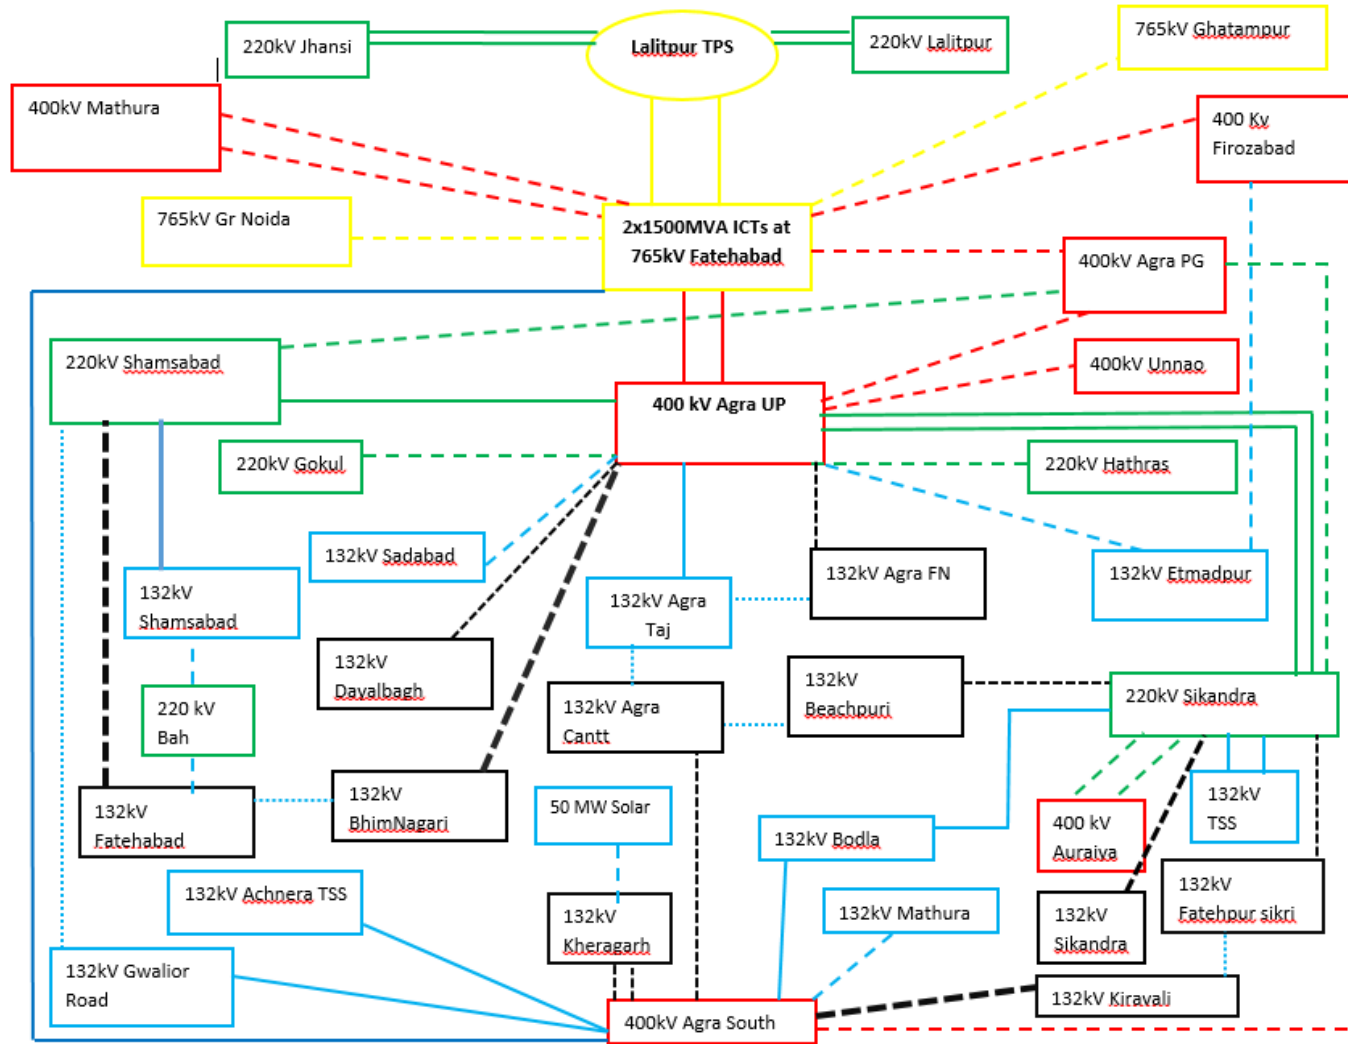 220kV Jhansi
Lalitpur TPS
220kV Lalitpur
765kV Ghatampur
400kV Mathura
400 Kv
Firozabad
765kV Gr Noida
2x1500MVA ICTs at
765kV Fatehabad
400kV Agra PG
220kV Shamsabad
400kV Unnao
400 kV Agra UP
220kV Gokul
220kV Hathras
132kV Sadabad
132kV Agra FN
132kV Etmadpur
132kV
Shamsabad
132kV Agra
Taj
132kV
Dayalbagh
132kV
Beachpuri
220 kV
Bah
132kV Agra
Cantt
220kV Sikandra
132kV
Fatehabad
132kV
BhimNagari
50 MW Solar
132kV Bodla
400 kV
Auraiya
132kV
TSS
132kV Achnera TSS
132kV
Kheragarh
132kV Mathura
132kV
Sikandra
132kV
Fatehpur sikri
132kV Gwalior
Road
132kV Kiravali
400kV Agra South